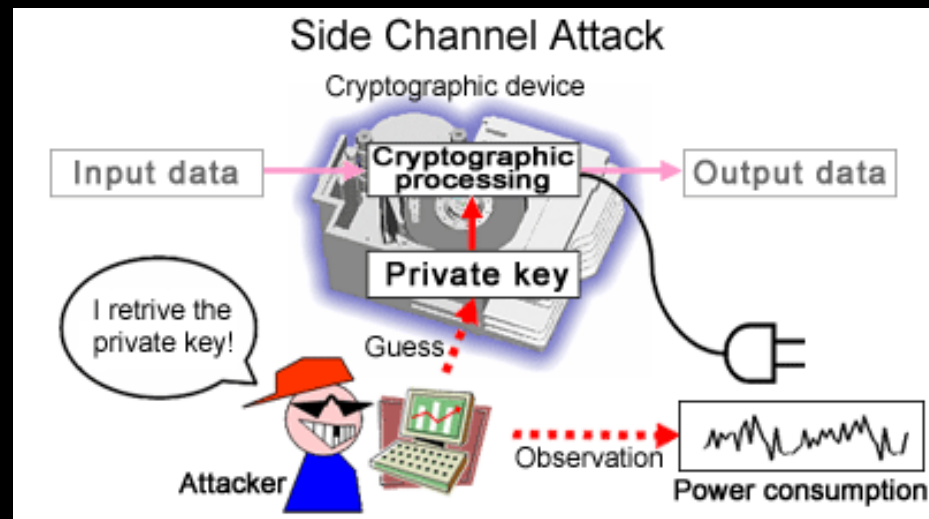 Side Channel Attack
Cryptographic device
Input data
Cryptographic
processing
Output data
Private key
I retrive the
private key!
Guess
Attacker
Observation
Power consumption